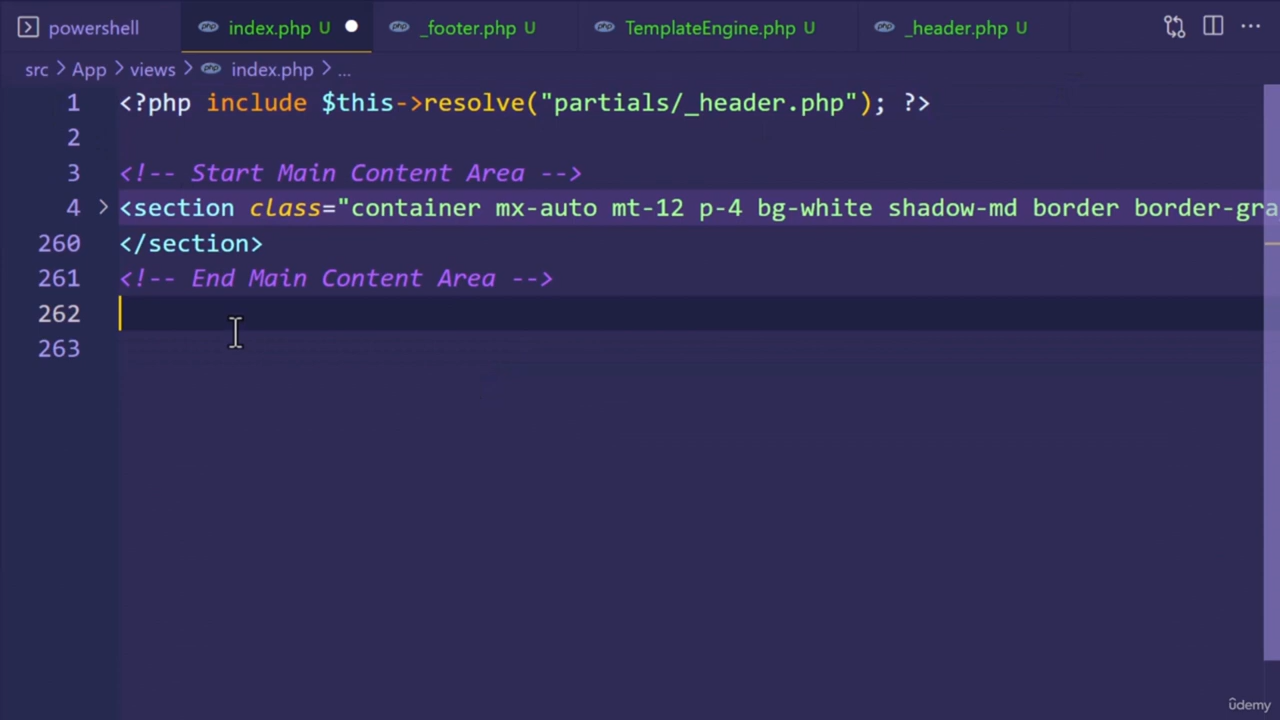 powershell index.php U _footer.php U TemplateEngine.php U _header.php U
src > App > views > index.php > ...
1 <?php include $this->resolve("partials/_header.php"); ?>
2
3 <!-- Start Main Content Area -->
4 <section class="container mx-auto mt-12 p-4 bg-white shadow-md border border-gra
260 </section>
261 <!-- End Main Content Area -->
262
263
ûdemy